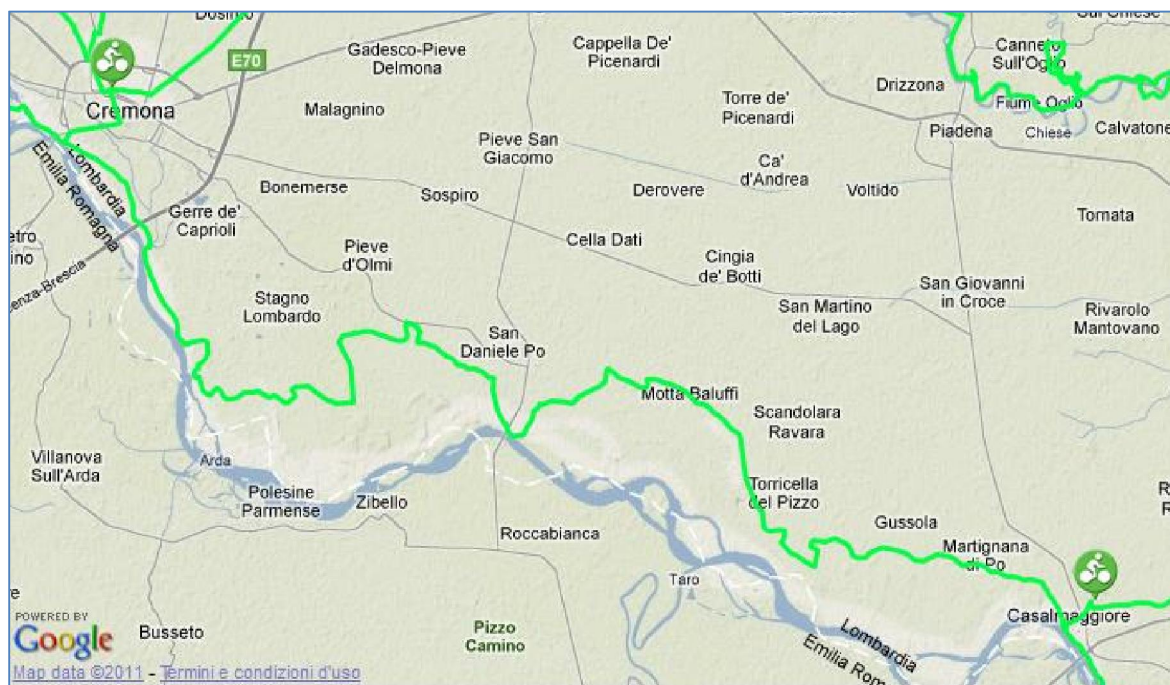 Dosimo
Sul Chiese
Gadesco-Pieve
Delmona
Cappella De'
Picenardi
Canneto
Sull'Oglio
E70
Drizzona
Cremona
Malagnino
Torre de'
Picenardi
Fiume Oglio
Piadena
Chiese
Calvatone
Pieve San
Giacomo
Lombardia
Emilia Romagna
Ca'
d'Andrea
Bonemerse
Sospiro
Derovere
Voltido
Gerre de'
Caprioli
Tornata
Pieve
d'Olmi
Cella Dati
Cingia
de' Botti
San Giovanni
in Croce
enza-Brescia
Stagno
Lombardo
San Martino
del Lago
Rivarolo
Mantovano
San
Daniele Po
Motta Baluffi
Scandolara
Ravara
Villanova
Sull'Arda
Arda
Polesine
Parmense
Zibello
Torricella
del Pizzo
Roccabianca
Gussola
Martignana
di Po
Taro
Casalmaggiore
POWERED BY
Google
Busseto
Pizzo
Camino
Lombardia
Emilia Rom
Map data ©2011 - Termini e condizioni d'uso